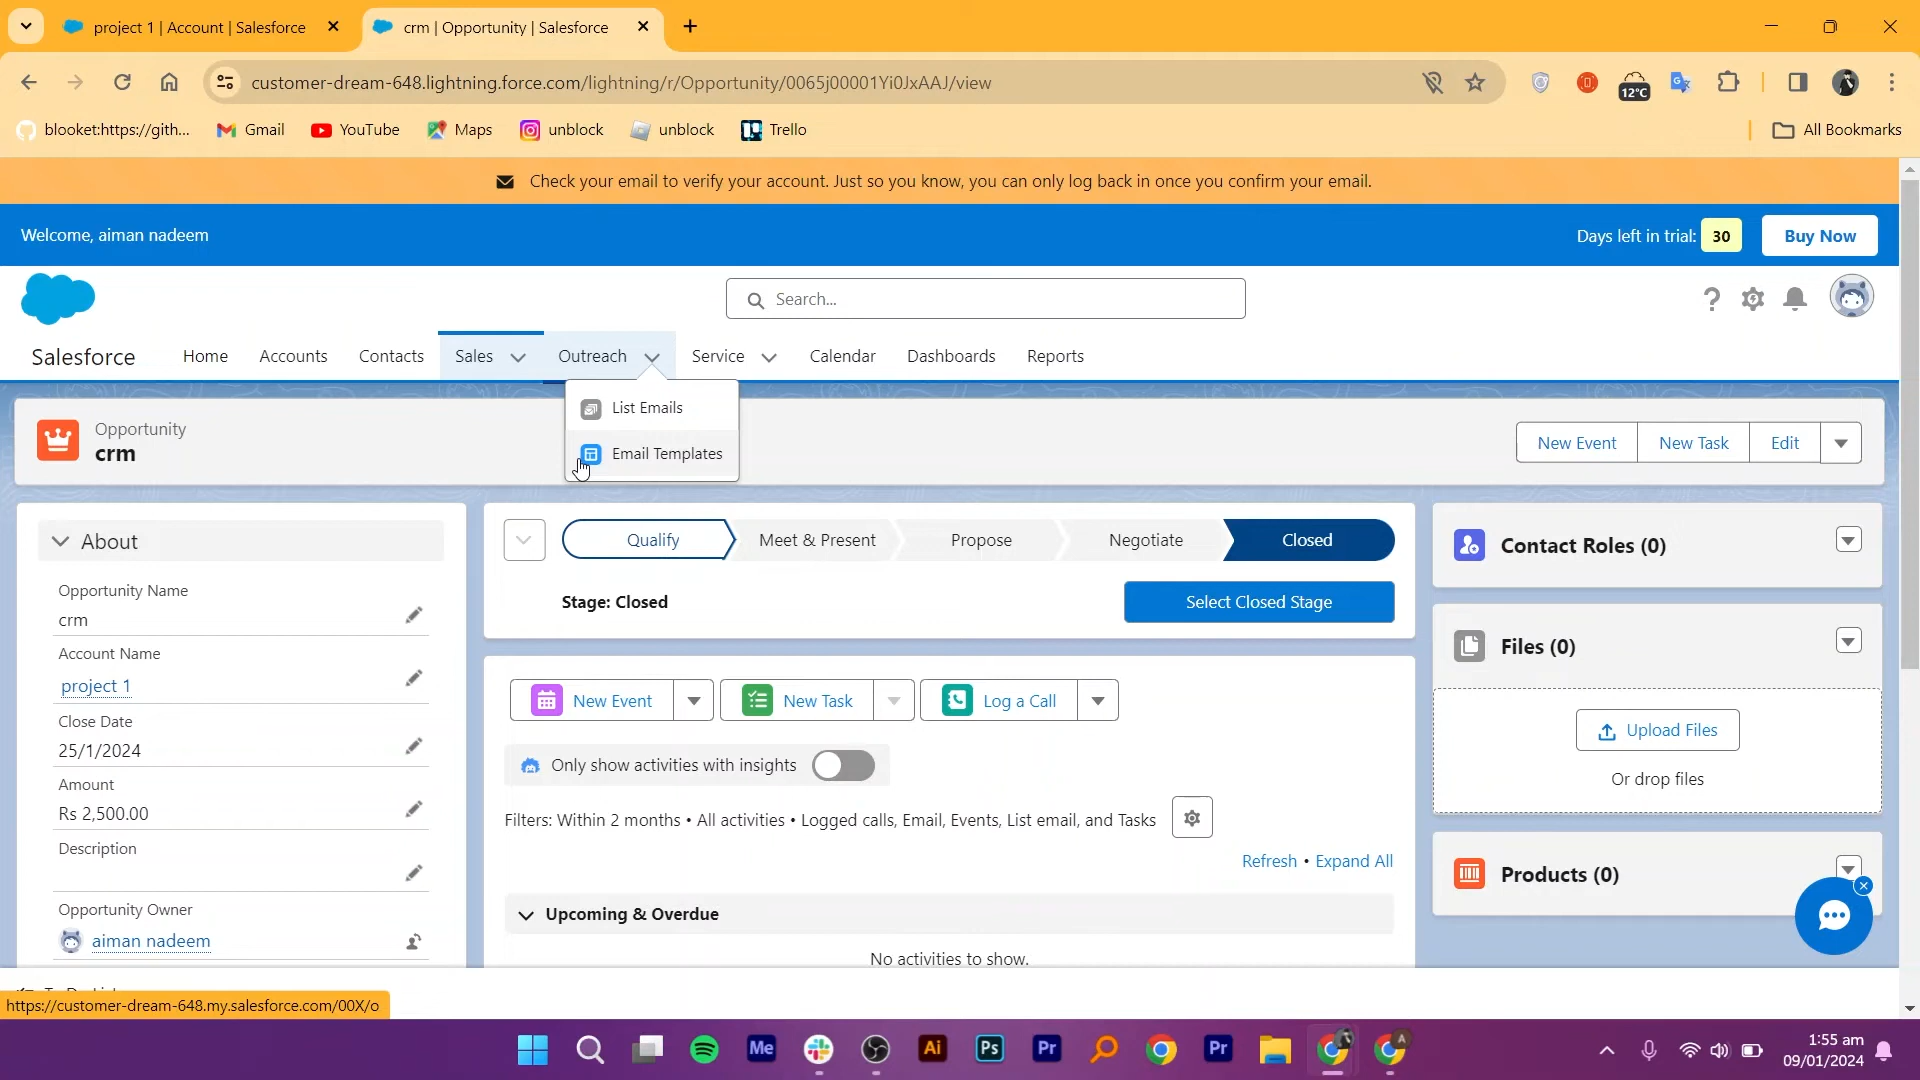 project 1 | Account | Salesforce
crm | Opportunity | Salesforce
customer-dream-648.lightning.force.com/lightning/r/Opportunity/0065j00001Yi0JxAAJ/view
12°C
blooket:https://gith...
Gmail
YouTube
Maps
unblock
unblock
Trello
All Bookmarks
Check your email to verify your account. Just so you know, you can only log back in once you confirm your email.
Welcome, aiman nadeem
Days left in trial: 30
Buy Now
Search...
Salesforce
Home
Accounts
Contacts
Sales
Outreach
Service
Calendar
Dashboards
Reports
List Emails
Email Templates
Opportunity
crm
New Event
New Task
Edit
About
Opportunity Name
crm
Account Name
project 1
Close Date
25/1/2024
Amount
Rs 2,500.00
Description
Opportunity Owner
aiman nadeem
Qualify
Meet & Present
Propose
Negotiate
Closed
Stage: Closed
Select Closed Stage
New Event
New Task
Log a Call
Only show activities with insights
Filters: Within 2 months • All activities • Logged calls, Email, Events, List email, and Tasks
Refresh • Expand All
Upcoming & Overdue
No activities to show.
Contact Roles (0)
Files (0)
Upload Files
Or drop files
Products (0)
https://customer-dream-648.my.salesforce.com/00X/o
Me
Ai
Ps
Pr
Pr
A
1:55 am
09/01/2024